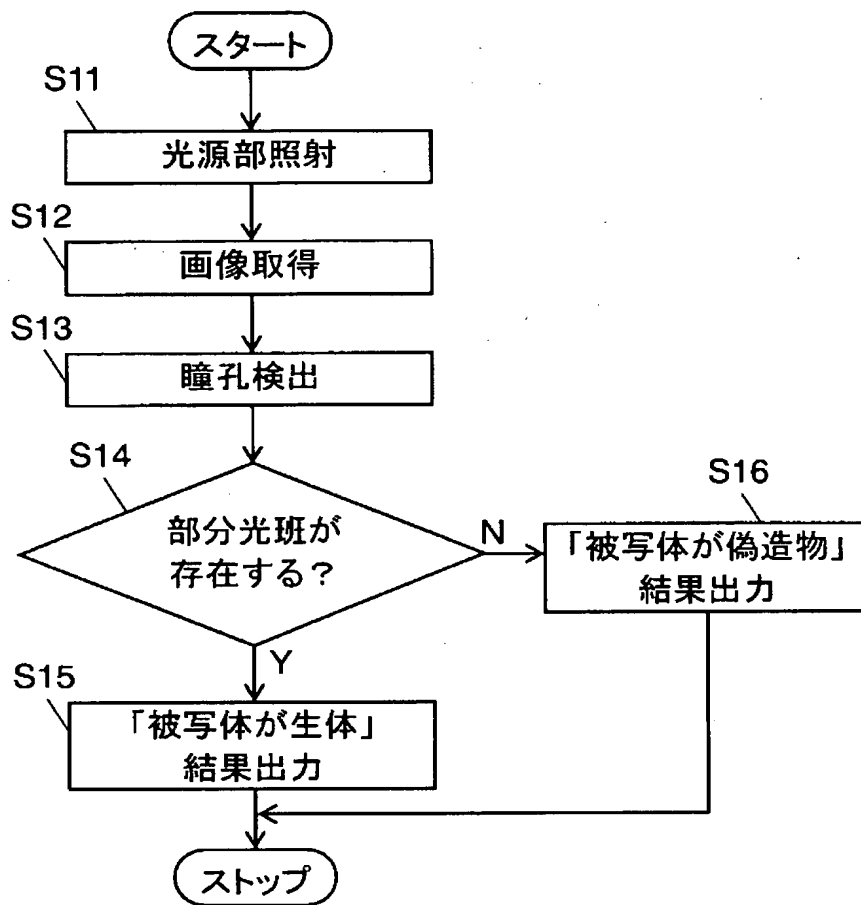 スタート
S11
光源部照射
S12
画像取得
S13
瞳孔検出
S14
部分光班が
存在する？
N
S16
「被写体が偽造物」
結果出力
Y
S15
「被写体が生体」
結果出力
ストップ